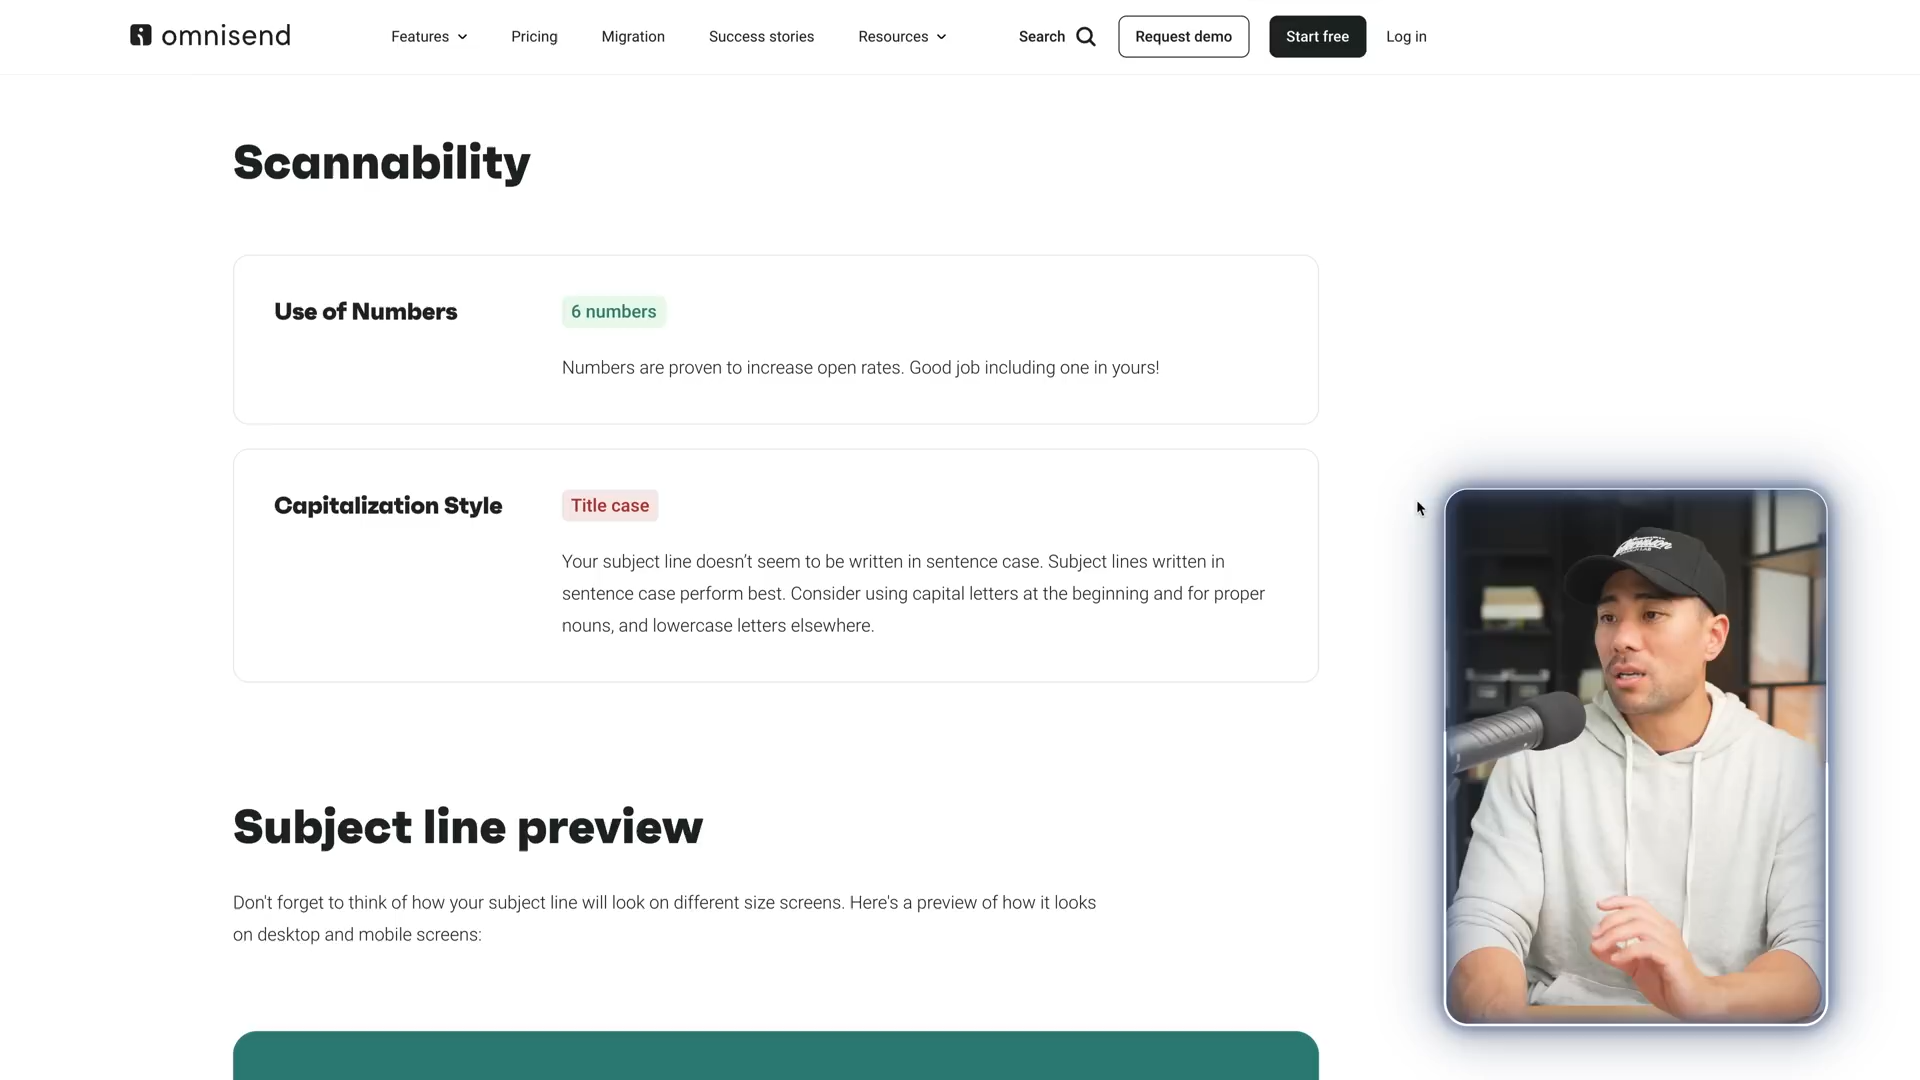 omnisend
Features
Pricing
Migration
Success stories
Resources
Search
Request demo
Start free
Log in
Scannability
Use of Numbers
6 numbers
Numbers are proven to increase open rates. Good job including one in yours!
Capitalization Style
Title case
Your subject line doesn’t seem to be written in sentence case. Subject lines written in
sentence case perform best. Consider using capital letters at the beginning and for proper
nouns, and lowercase letters elsewhere.
Subject line preview
Don't forget to think of how your subject line will look on different size screens. Here's a preview of how it looks
on desktop and mobile screens: